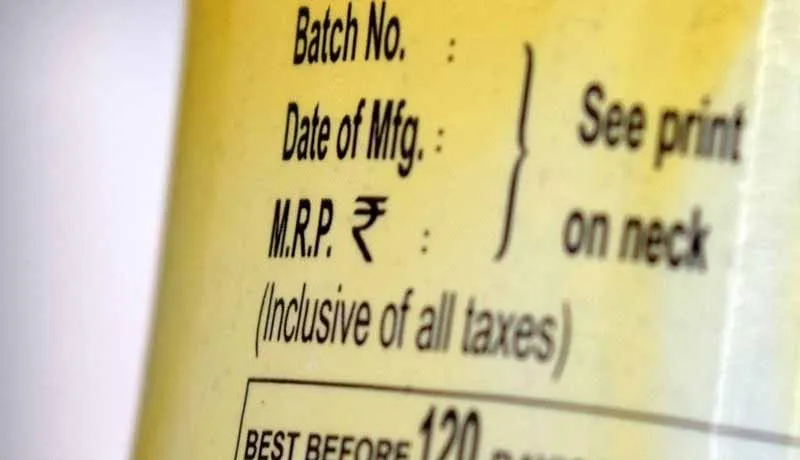 Batch No. :
Date of Mfg. :
M.R.P. ₹ :
(Inclusive of all taxes)
See print
on neck
BEST BEFORE 120